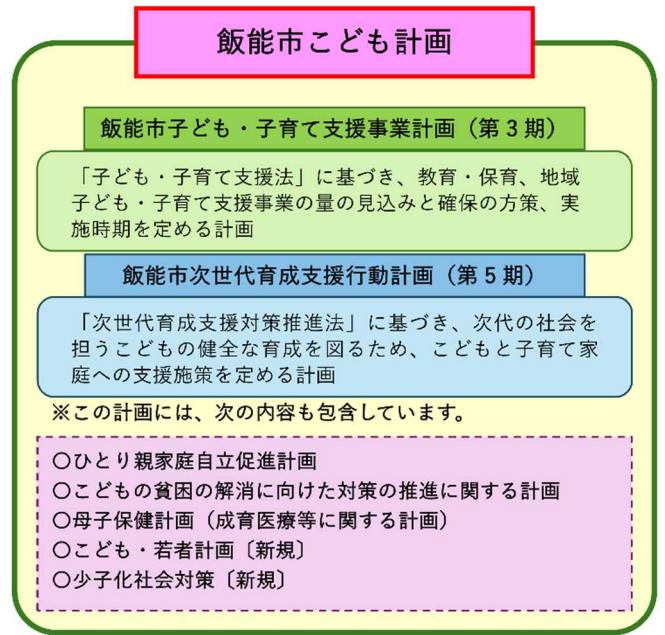 飯能市こども計画
飯能市子ども・子育て支援事業計画（第３期）
「子ども・子育て支援法」に基づき、教育・保育、地域
子ども・子育て支援事業の量の見込みと確保の方策、実
施時期を定める計画
飯能市次世代育成支援行動計画（第５期）
「次世代育成支援対策推進法」に基づき、次代の社会を
担うこどもの健全な育成を図るため、こどもと子育て家
庭への支援施策を定める計画
※この計画には、次の内容も包含しています。
〇ひとり親家庭自立促進計画
〇こどもの貧困の解消に向けた対策の推進に関する計画
〇母子保健計画（成育医療等に関する計画）
〇こども・若者計画〔新規〕
〇少子化社会対策〔新規〕